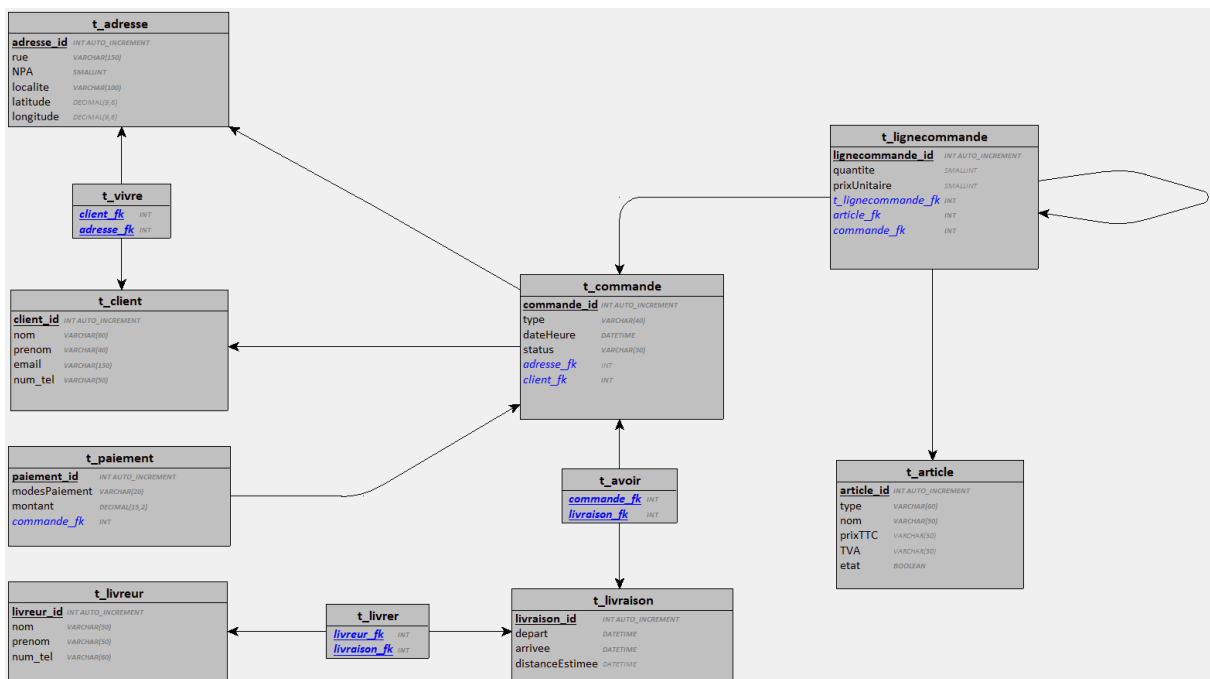 t_adresse
adresse_id INT AUTO_INCREMENT
rue VARCHAR(150)
NPA SMALLINT
localite VARCHAR(100)
latitude DECIMAL(9,6)
longitude DECIMAL(9,6)
t_vivre
client_fk INT
adresse_fk INT
t_client
client_id INT AUTO_INCREMENT
nom VARCHAR(60)
prenom VARCHAR(40)
email VARCHAR(150)
num_tel VARCHAR(50)
t_paiement
paiement_id INT AUTO_INCREMENT
modesPaiement VARCHAR(20)
montant DECIMAL(15,2)
commande_fk INT
t_livreur
livreur_id INT AUTO_INCREMENT
nom VARCHAR(50)
prenom VARCHAR(50)
num_tel VARCHAR(60)
t_livrer
livreur_fk INT
livraison_fk INT
t_commande
commande_id INT AUTO_INCREMENT
type VARCHAR(40)
dateHeure DATETIME
status VARCHAR(50)
adresse_fk INT
client_fk INT
t_avoir
commande_fk INT
livraison_fk INT
t_livraison
livraison_id INT AUTO_INCREMENT
depart DATETIME
arrivee DATETIME
distanceEstimee DATETIME
t_lignecommande
lignecommande_id INT AUTO_INCREMENT
quantite SMALLINT
prixUnitaire SMALLINT
t_lignecommande_fk INT
article_fk INT
commande_fk INT
t_article
article_id INT AUTO_INCREMENT
type VARCHAR(60)
nom VARCHAR(50)
prixTTC VARCHAR(50)
TVA VARCHAR(50)
etat BOOLEAN